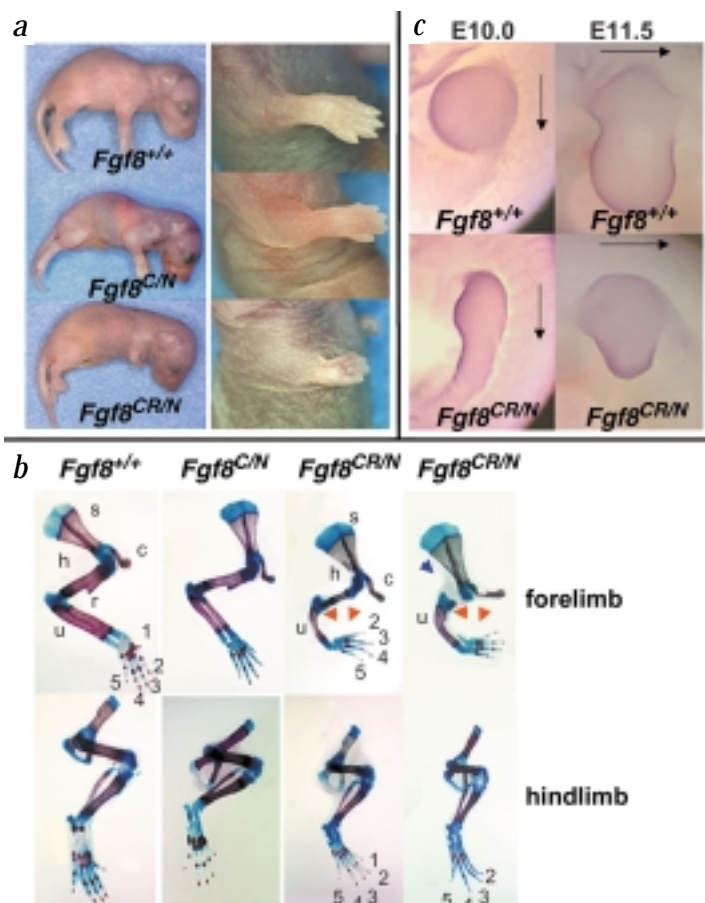 a
Fgf8+/+
Fgf8C/N
Fgf8CR/N
c
E10.0 E11.5
Fgf8+/+ Fgf8+/+
Fgf8CR/N Fgf8CR/N
b
Fgf8+/+ Fgf8C/N Fgf8CR/N Fgf8CR/N
s
h
c
r
u
1
2
3
4
5
s
h
c
u
2
3
4
5
u
forelimb
hindlimb
1
2
3
4
5
2
3
4
5